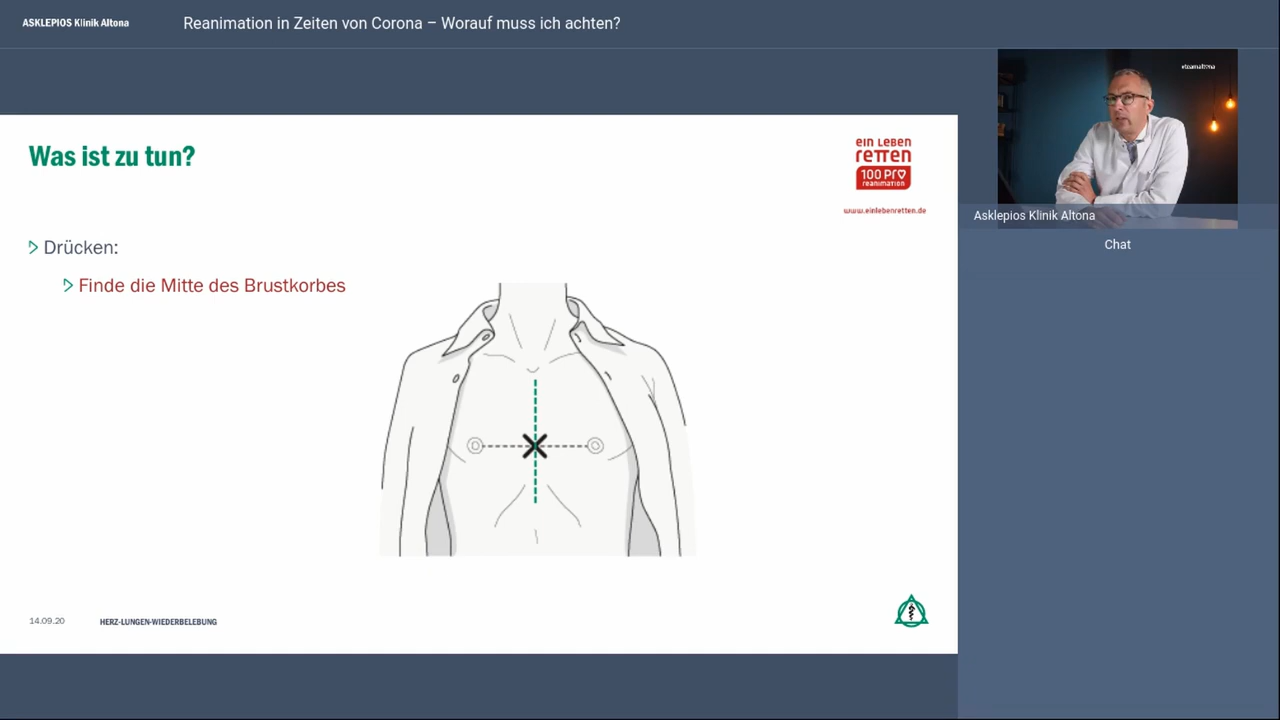 ASKLEPIOS Klinik Altona
Reanimation in Zeiten von Corona – Worauf muss ich achten?
#teamaltona
Was ist zu tun?
ein Leben
retten
100 Pro
reanimation
www.einlebenretten.de
Asklepios Klinik Altona
Chat
Drücken:
Finde die Mitte des Brustkorbes
14.09.20
HERZ-LUNGEN-WIEDERBELEBUNG